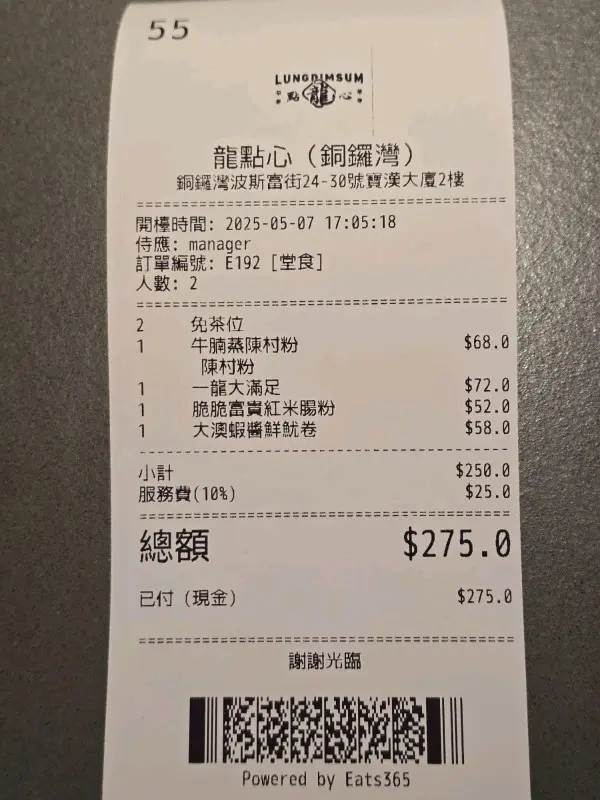 55
LUNGDIMSUM
點 龍 心
龍點心（銅鑼灣）
銅鑼灣波斯富街24-30號寶漢大廈2樓
開檯時間: 2025-05-07 17:05:18
侍應: manager
訂單編號: E192 [堂食]
人數: 2
2 免茶位
1 牛腩蒸陳村粉 $68.0
陳村粉
1 一龍大滿足 $72.0
1 脆脆富貴紅米腸粉 $52.0
1 大澳蝦醬鮮魷卷 $58.0
小計 $250.0
服務費(10%) $25.0
總額 $275.0
已付 (現金) $275.0
謝謝光臨
Powered by Eats365